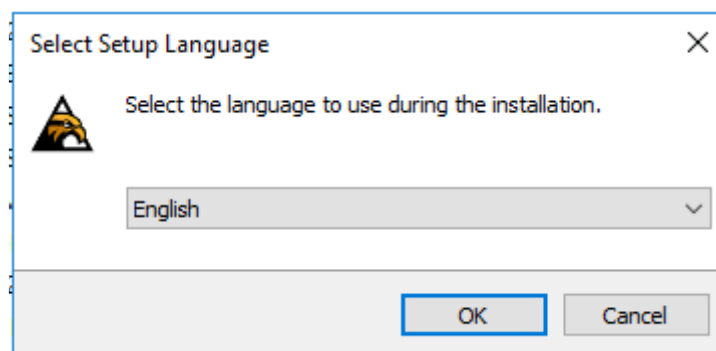 Select Setup Language
Select the language to use during the installation.
English
OK
Cancel